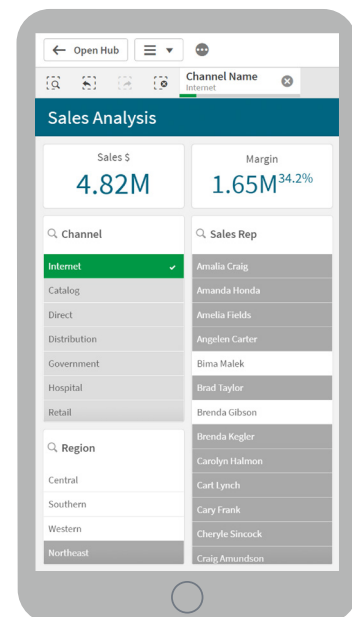 ← Open Hub
Channel Name
Internet
Sales Analysis
Sales $
4.82M
Margin
1.65M34.2%
Channel
Internet
Catalog
Direct
Distribution
Government
Hospital
Retail
Region
Central
Southern
Western
Northeast
Sales Rep
Amalia Craig
Amanda Honda
Amelia Fields
Angelen Carter
Bima Malek
Brad Taylor
Brenda Gibson
Brenda Kegler
Carolyn Halmon
Cart Lynch
Cary Frank
Cheryle Sincock
Craig Amundson